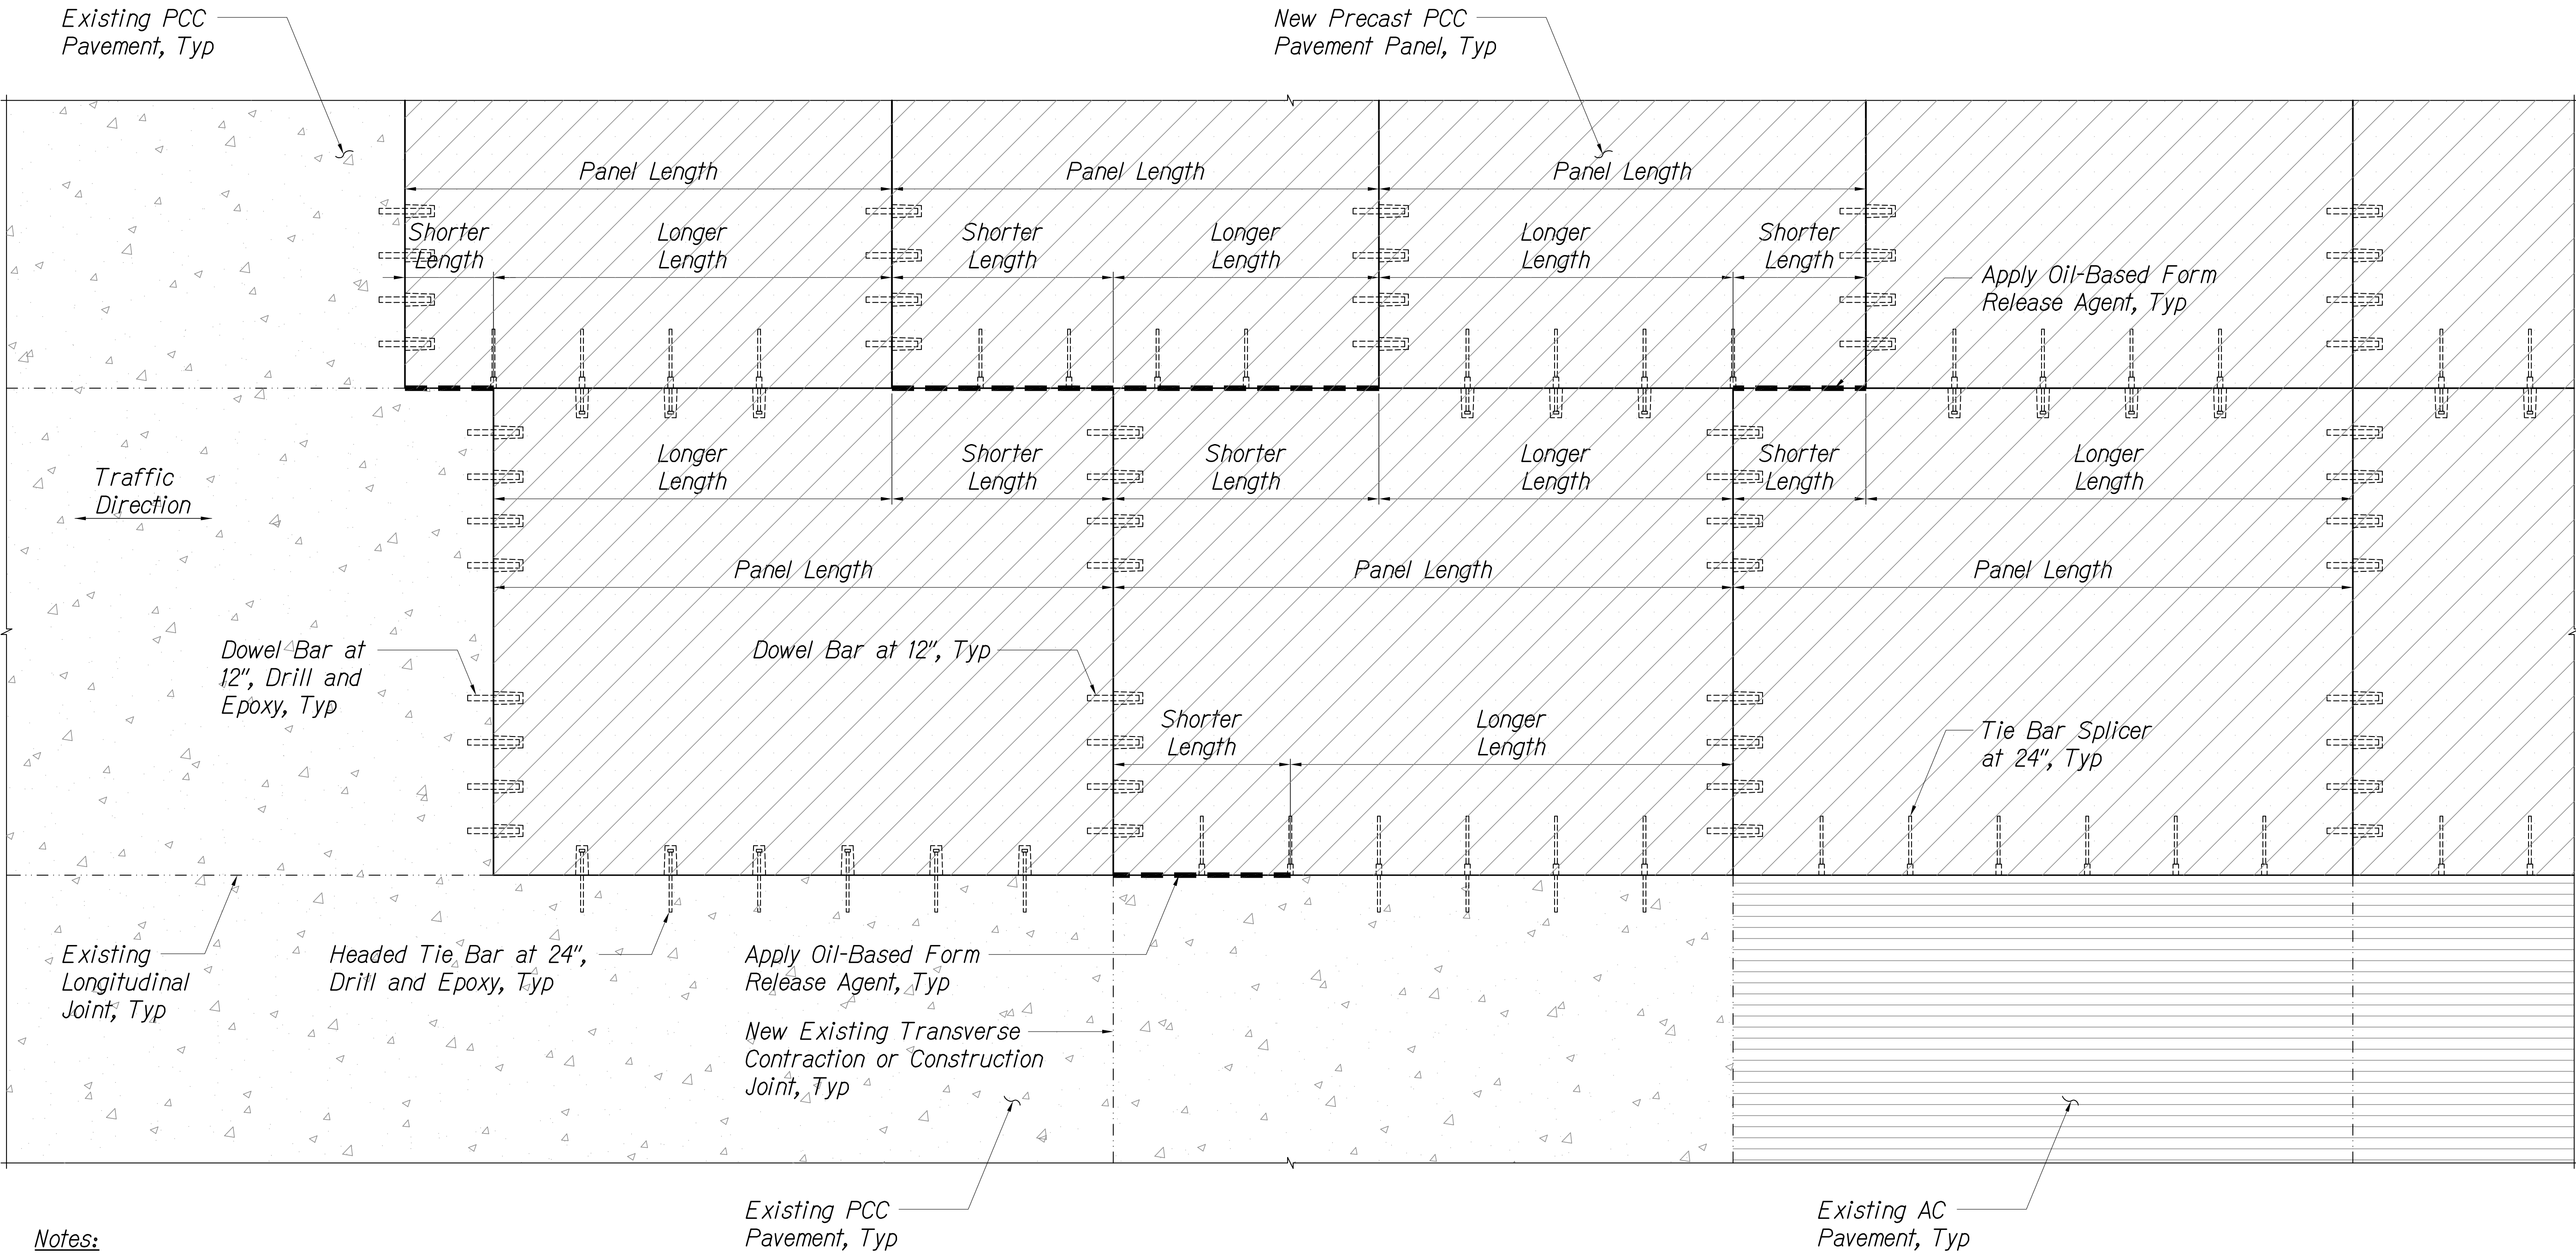 Existing PCC
Pavement, Typ
New Precast PCC
Pavement Panel, Typ
Panel Length
Panel Length
Panel Length
Shorter
Length
Longer
Length
Shorter
Length
Longer
Length
Longer
Length
Shorter
Length
Apply Oil-Based Form
Release Agent, Typ
Traffic
Direction
Longer
Length
Shorter
Length
Shorter
Length
Longer
Length
Shorter
Length
Longer
Length
Panel Length
Panel Length
Panel Length
Dowel Bar at
12", Drill and
Epoxy, Typ
Dowel Bar at 12", Typ
Shorter
Length
Longer
Length
Tie Bar Splicer
at 24", Typ
Existing
Longitudinal
Joint, Typ
Headed Tie Bar at 24",
Drill and Epoxy, Typ
Apply Oil-Based Form
Release Agent, Typ
New Existing Transverse
Contraction or Construction
Joint, Typ
Existing PCC
Pavement, Typ
Existing AC
Pavement, Typ
Notes: